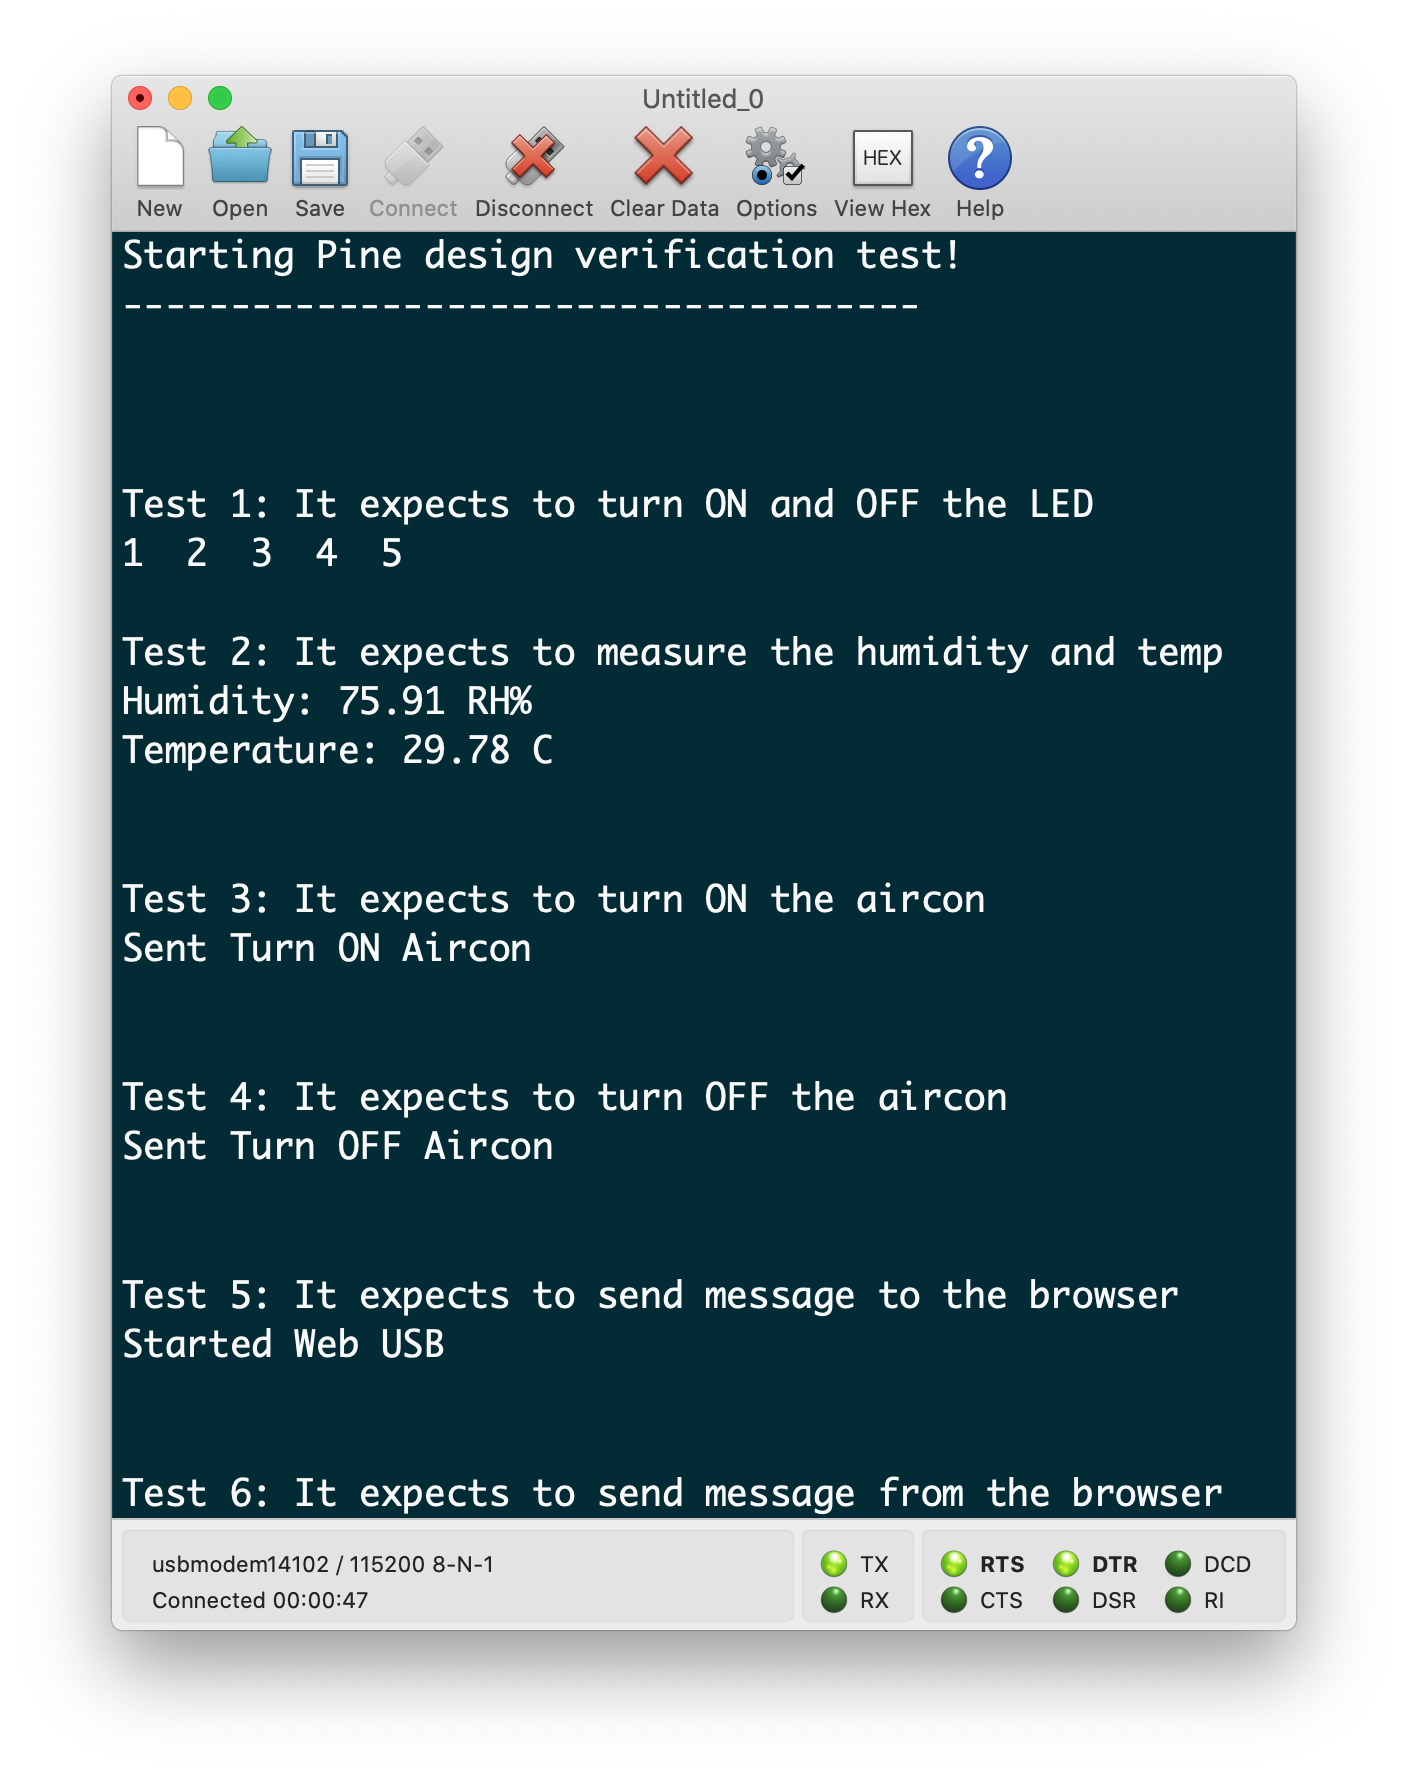 Untitled_0
HEX
New Open Save Connect Disconnect Clear Data Options View Hex Help
Starting Pine design verification test!
-------------------------------------
Test 1: It expects to turn ON and OFF the LED
1  2  3  4  5
Test 2: It expects to measure the humidity and temp
Humidity: 75.91 RH%
Temperature: 29.78 C
Test 3: It expects to turn ON the aircon
Sent Turn ON Aircon
Test 4: It expects to turn OFF the aircon
Sent Turn OFF Aircon
Test 5: It expects to send message to the browser
Started Web USB
Test 6: It expects to send message from the browser
usbmodem14102 / 115200 8-N-1 TX RTS DTR DCD
Connected 00:00:47 RX CTS DSR RI